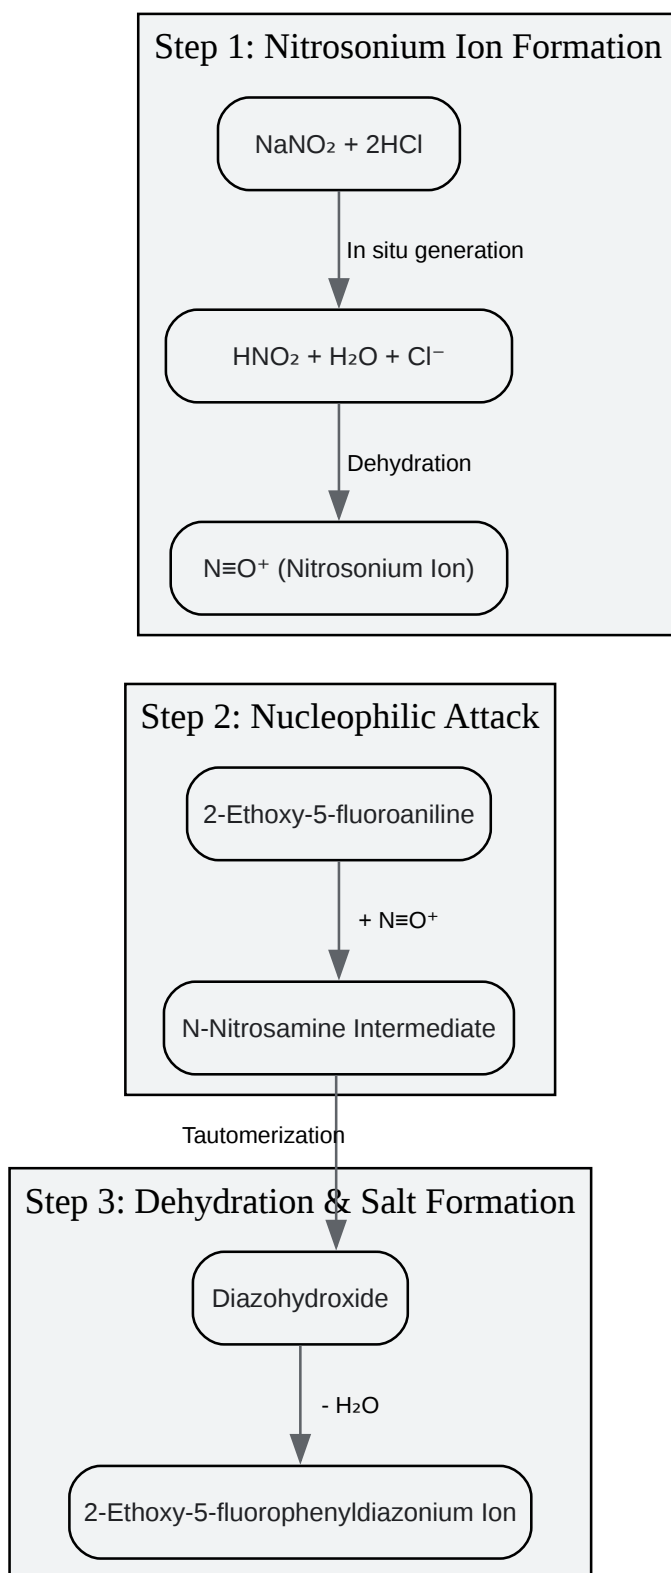 Step 1: Nitrosonium Ion Formation
NaNO₂ + 2HCl
In situ generation
HNO₂ + H₂O + Cl⁻
Dehydration
N≡O⁺ (Nitrosonium Ion)
Step 2: Nucleophilic Attack
2-Ethoxy-5-fluoroaniline
+ N≡O⁺
N-Nitrosamine Intermediate
Tautomerization
Step 3: Dehydration & Salt Formation
Diazohydroxide
- H₂O
2-Ethoxy-5-fluorophenyldiazonium Ion